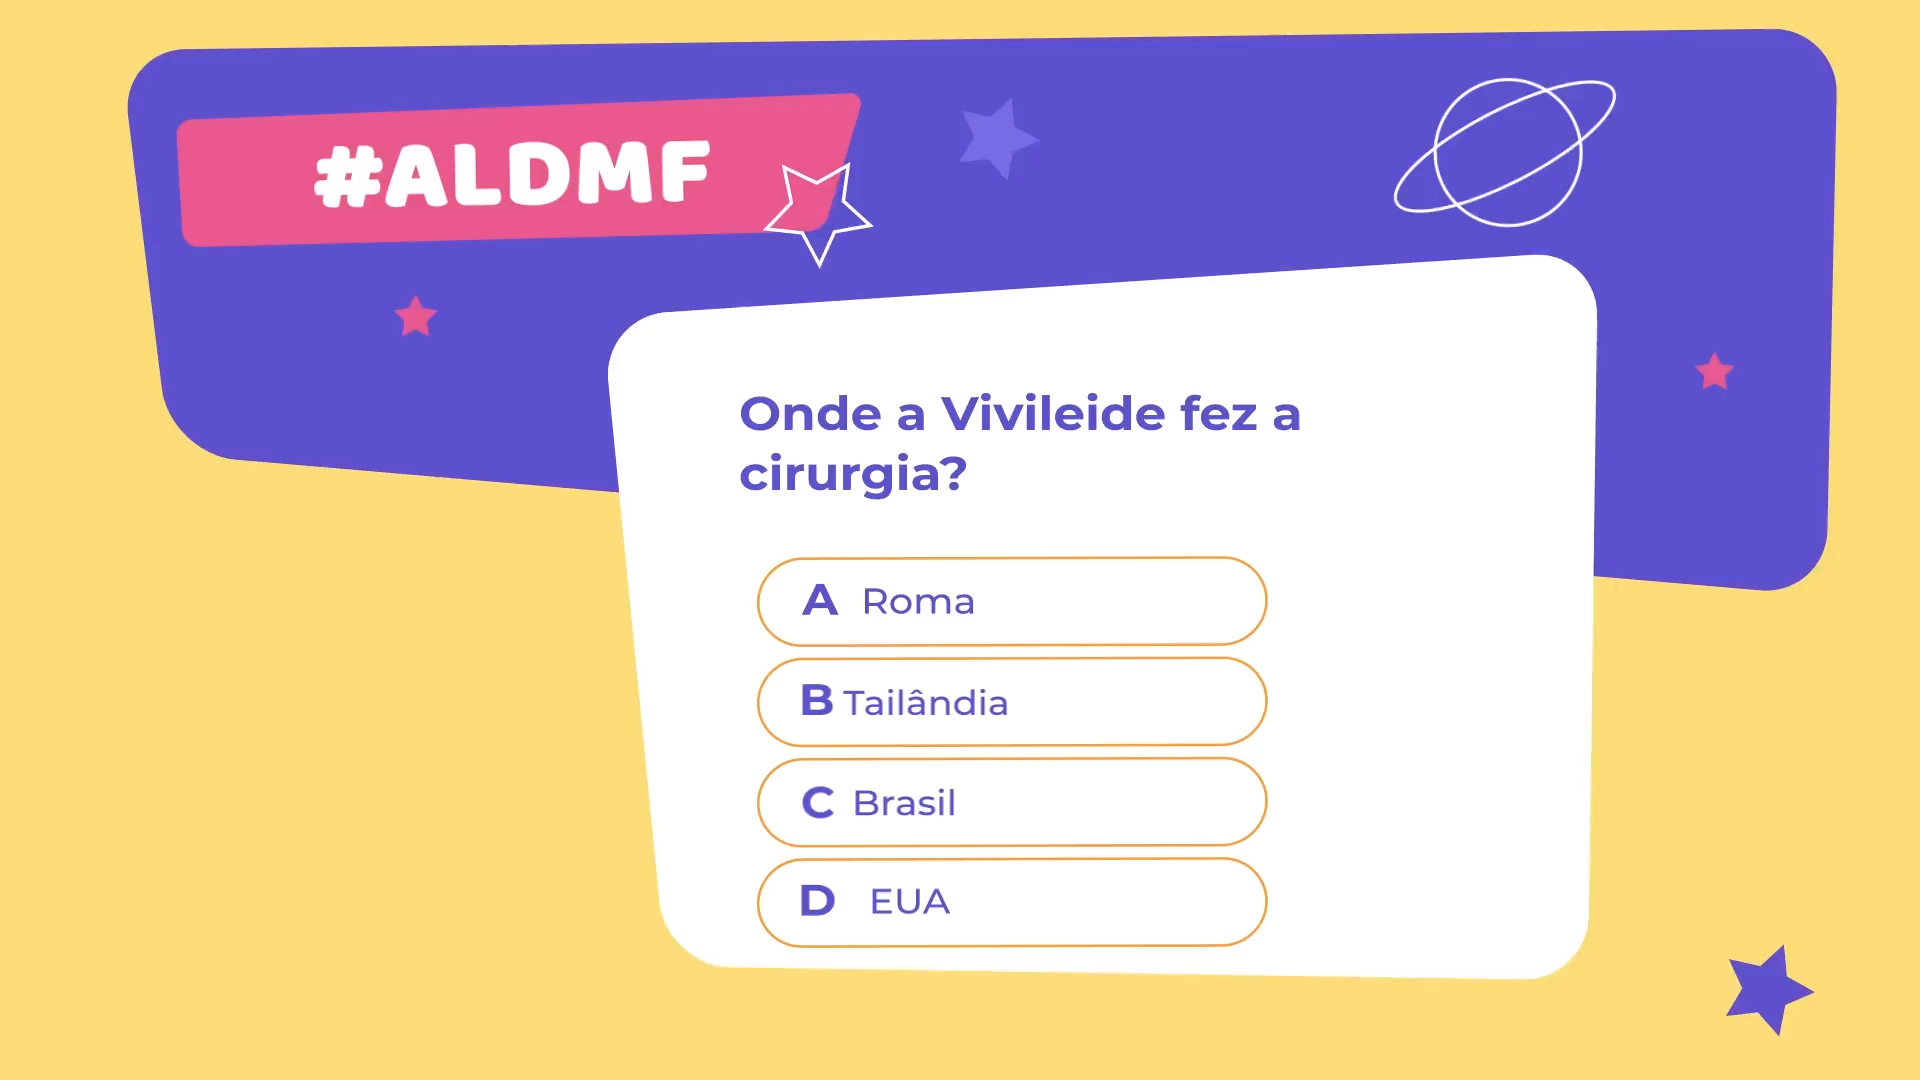 #ALDMF
Onde a Vivileide fez a
cirurgia?
A Roma
B Tailândia
C Brasil
D EUA